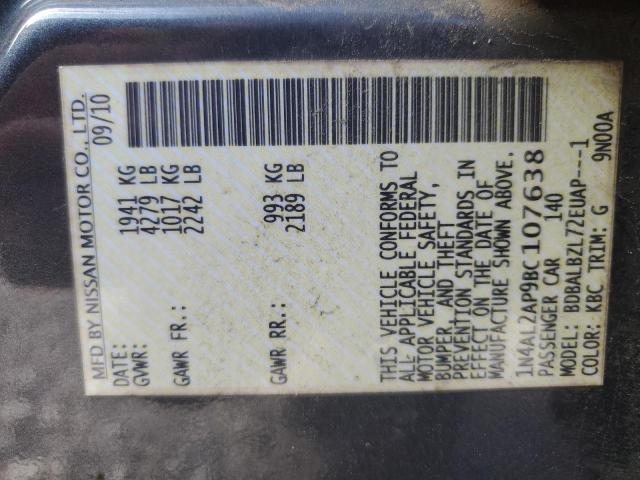 MFD BY NISSAN MOTOR CO., LTD.
DATE: 09/10
GVWR: 1941 KG
4279 LB
GAWR FR.: 1017 KG
2242 LB
GAWR RR.: 993 KG
2189 LB
THIS VEHICLE CONFORMS TO
ALL APPLICABLE FEDERAL
MOTOR VEHICLE SAFETY,
BUMPER, AND THEFT
PREVENTION STANDARDS IN
EFFECT ON THE DATE OF
MANUFACTURE SHOWN ABOVE.
1N4AL2AP9BC107638
PASSENGER CAR 140
MODEL: BDBALBZL72EUAP---1
COLOR: KBC TRIM: G 9N00A